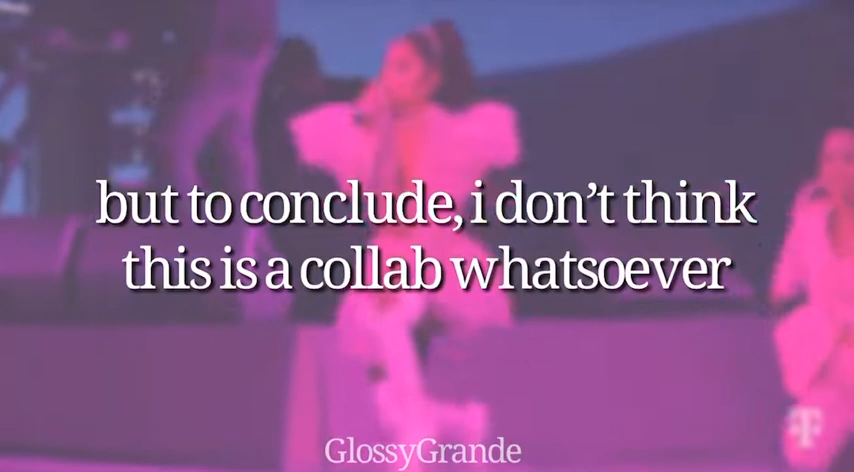 but to conclude, i don't think
this is a collab whatsoever
GlossyGrande
T